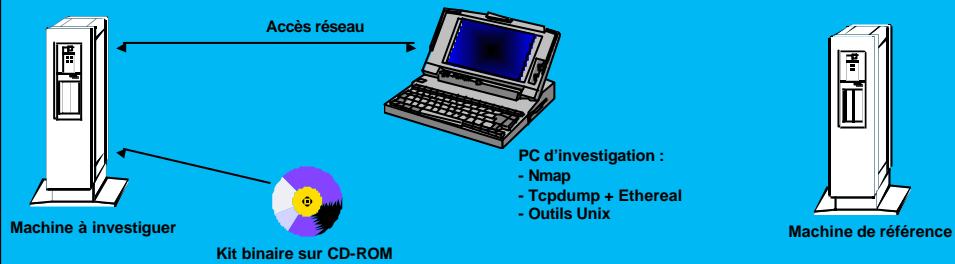 Accès réseau
PC d'investigation :
- Nmap
- Tcpdump + Ethereal
- Outils Unix
Machine à investiguer
Kit binaire sur CD-ROM
Machine de référence